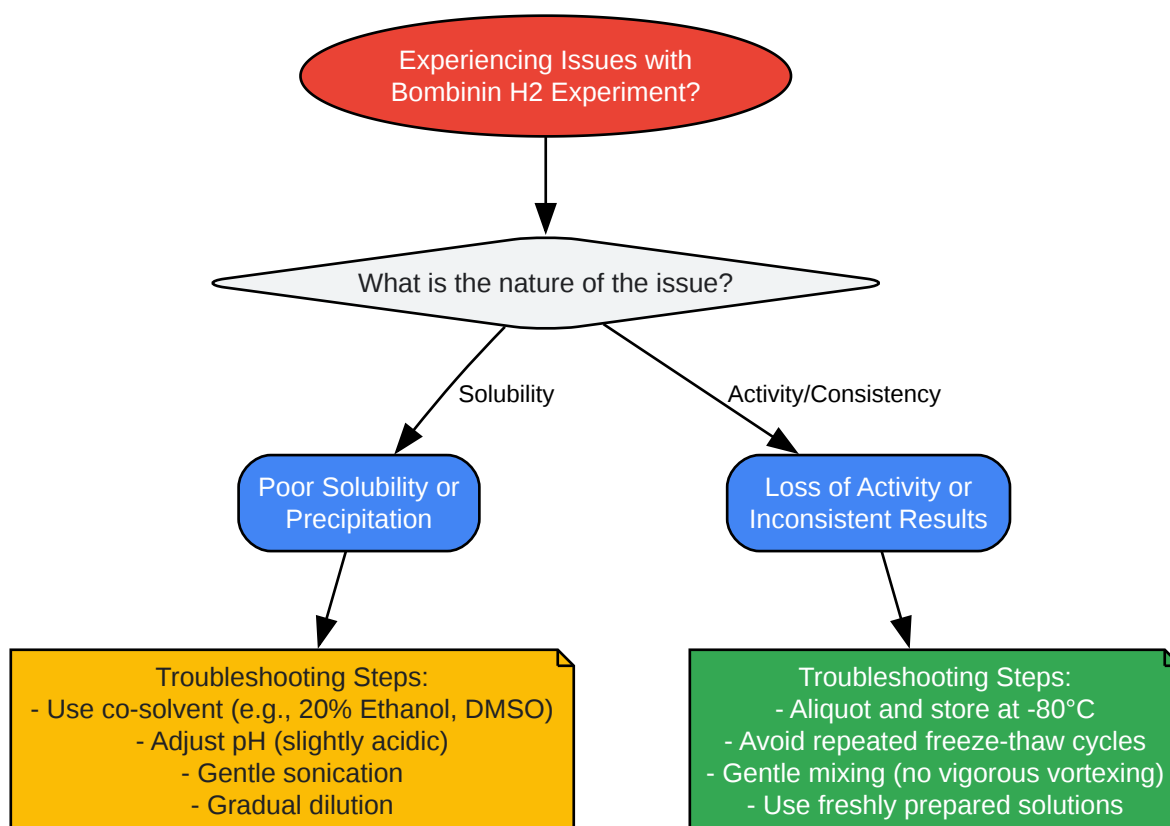 Experiencing Issues with
Bombinin H2 Experiment?
What is the nature of the issue?
Solubility
Activity/Consistency
Poor Solubility or
Precipitation
Loss of Activity or
Inconsistent Results
Troubleshooting Steps:
- Use co-solvent (e.g., 20% Ethanol, DMSO)
- Adjust pH (slightly acidic)
- Gentle sonication
- Gradual dilution
Troubleshooting Steps:
- Aliquot and store at -80°C
- Avoid repeated freeze-thaw cycles
- Gentle mixing (no vigorous vortexing)
- Use freshly prepared solutions